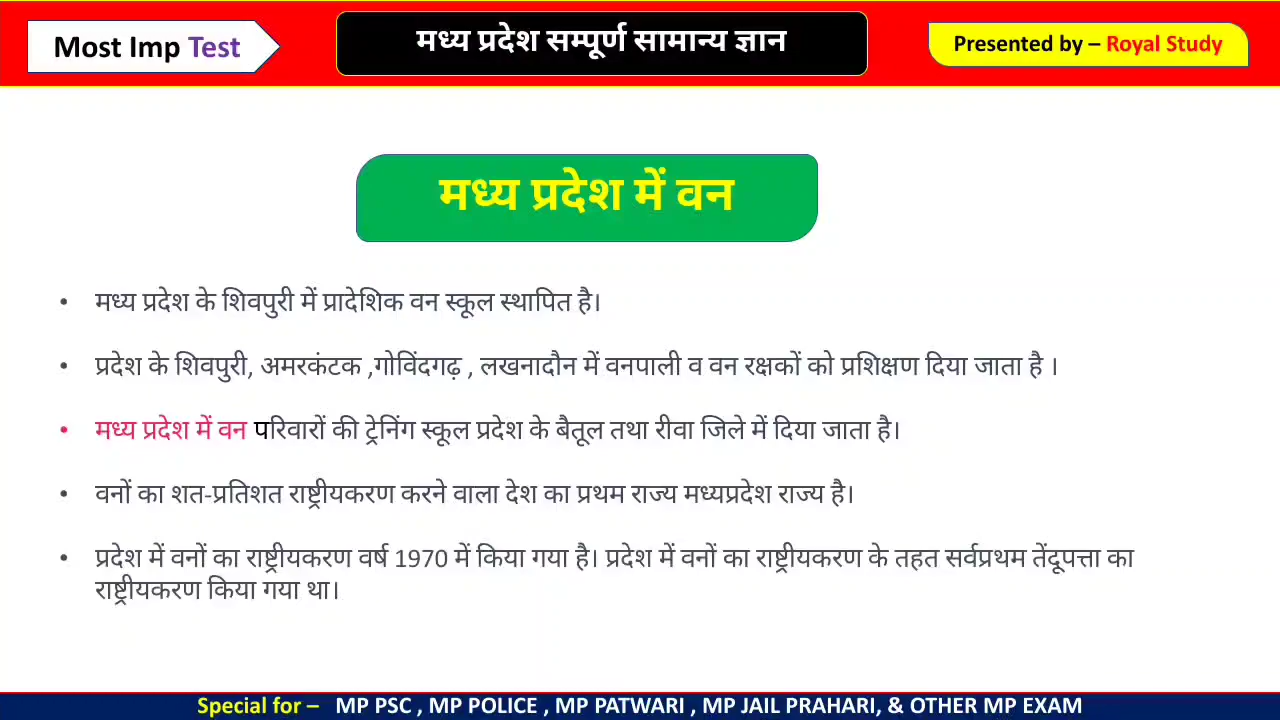 Most Imp Test
मध्य प्रदेश सम्पूर्ण सामान्य ज्ञान
Presented by – Royal Study
मध्य प्रदेश में वन
• मध्य प्रदेश के शिवपुरी में प्रादेशिक वन स्कूल स्थापित है।
• प्रदेश के शिवपुरी, अमरकंटक ,गोविंदगढ़ , लखनादौन में वनपाली व वन रक्षकों को प्रशिक्षण दिया जाता है ।
• मध्य प्रदेश में वन परिवारों की ट्रेनिंग स्कूल प्रदेश के बैतूल तथा रीवा जिले में दिया जाता है।
• वनों का शत-प्रतिशत राष्ट्रीयकरण करने वाला देश का प्रथम राज्य मध्यप्रदेश राज्य है।
• प्रदेश में वनों का राष्ट्रीयकरण वर्ष 1970 में किया गया है। प्रदेश में वनों का राष्ट्रीयकरण के तहत सर्वप्रथम तेंदूपत्ता का
राष्ट्रीयकरण किया गया था।
Special for – MP PSC , MP POLICE , MP PATWARI , MP JAIL PRAHARI, & OTHER MP EXAM